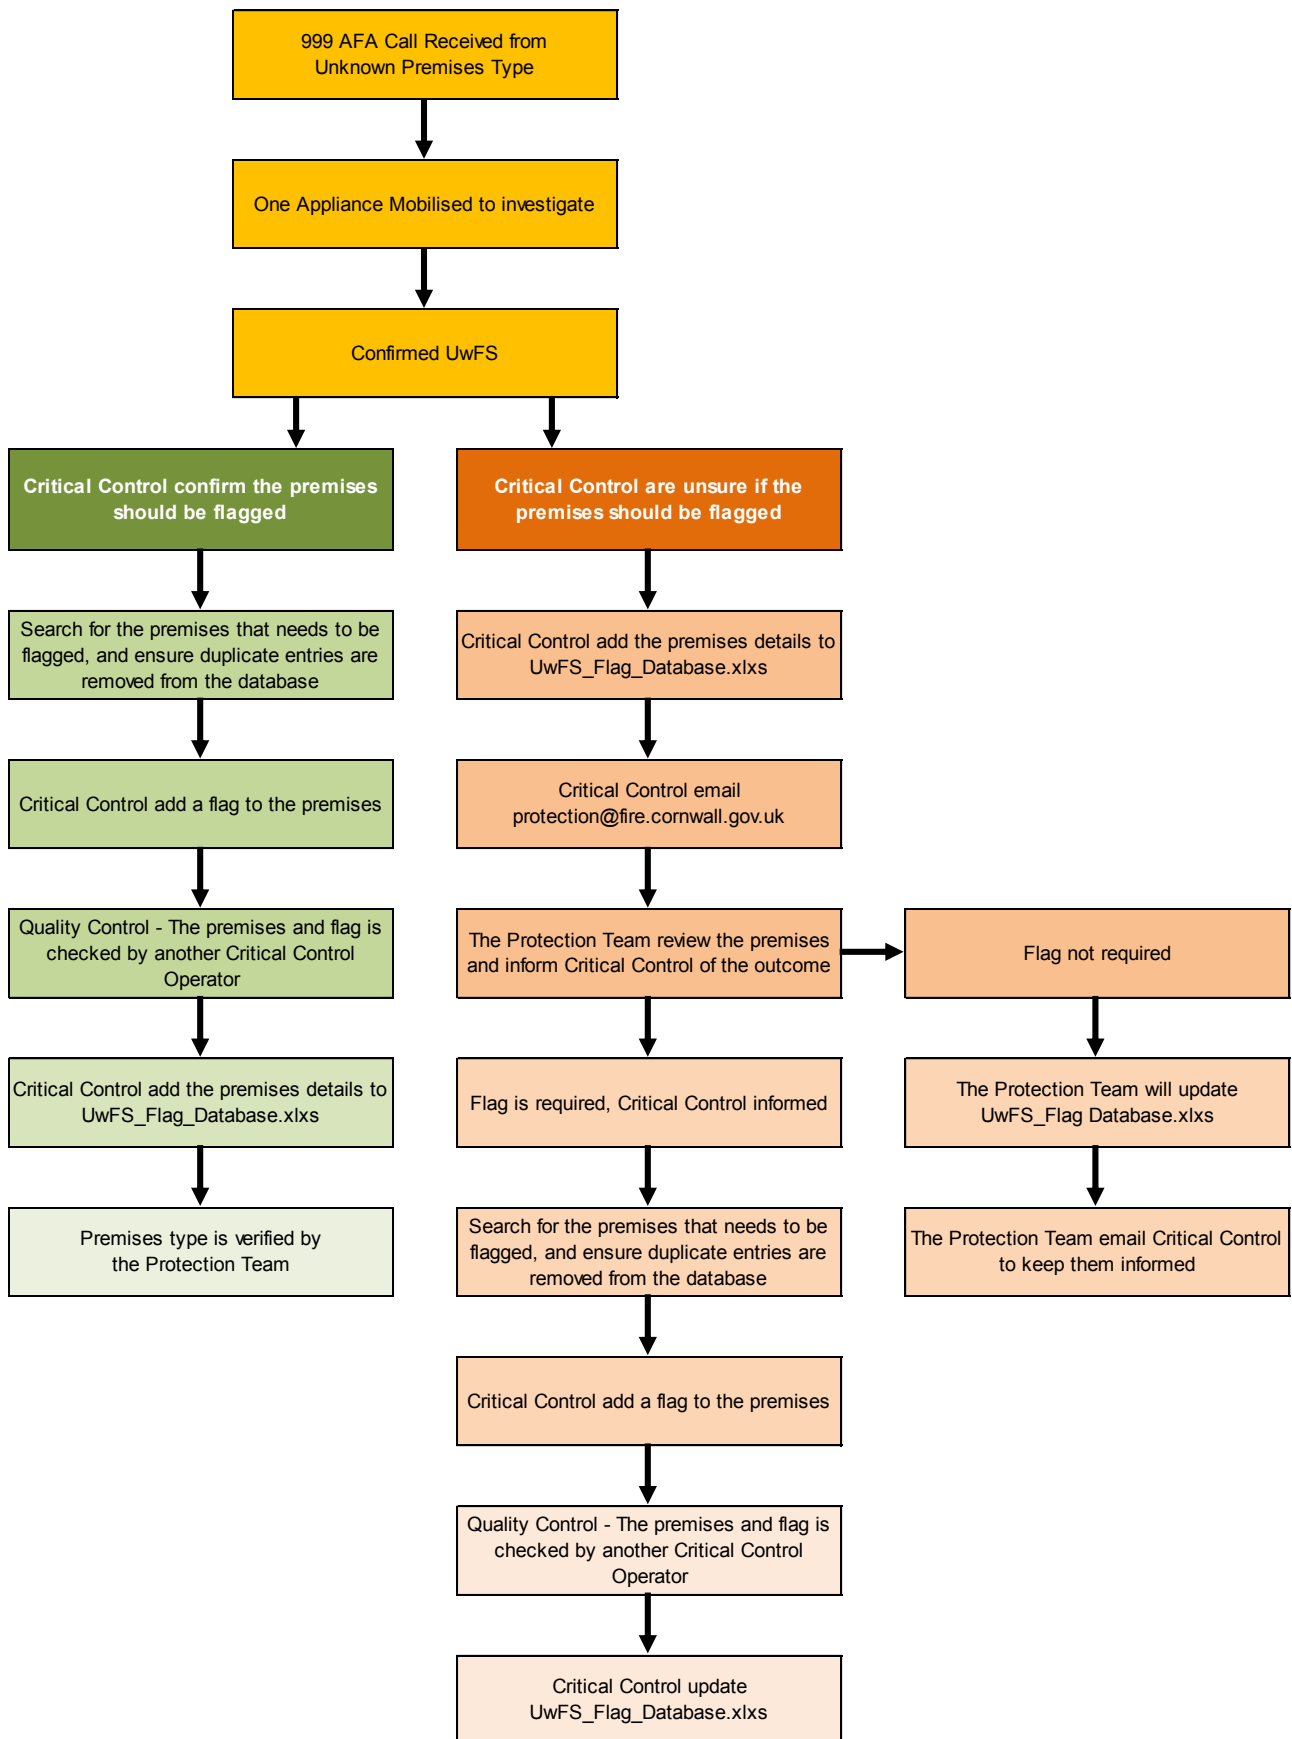 999 AFA Call Received from
Unknown Premises Type
One Appliance Mobilised to investigate
Confirmed UwFS
Critical Control confirm the premises
should be flagged
Search for the premises that needs to be
flagged, and ensure duplicate entries are
removed from the database
Critical Control add a flag to the premises
Quality Control - The premises and flag is
checked by another Critical Control
Operator
Critical Control add the premises details to
UwFS_Flag_Database.xlxs
Premises type is verified by
the Protection Team
Critical Control are unsure if the
premises should be flagged
Critical Control add the premises details to
UwFS_Flag_Database.xlxs
Critical Control email
protection@fire.cornwall.gov.uk
The Protection Team review the premises
and inform Critical Control of the outcome
Flag is required, Critical Control informed
Search for the premises that needs to be
flagged, and ensure duplicate entries are
removed from the database
Critical Control add a flag to the premises
Quality Control - The premises and flag is
checked by another Critical Control
Operator
Critical Control update
UwFS_Flag_Database.xlxs
Flag not required
The Protection Team will update
UwFS_Flag Database.xlxs
The Protection Team email Critical Control
to keep them informed